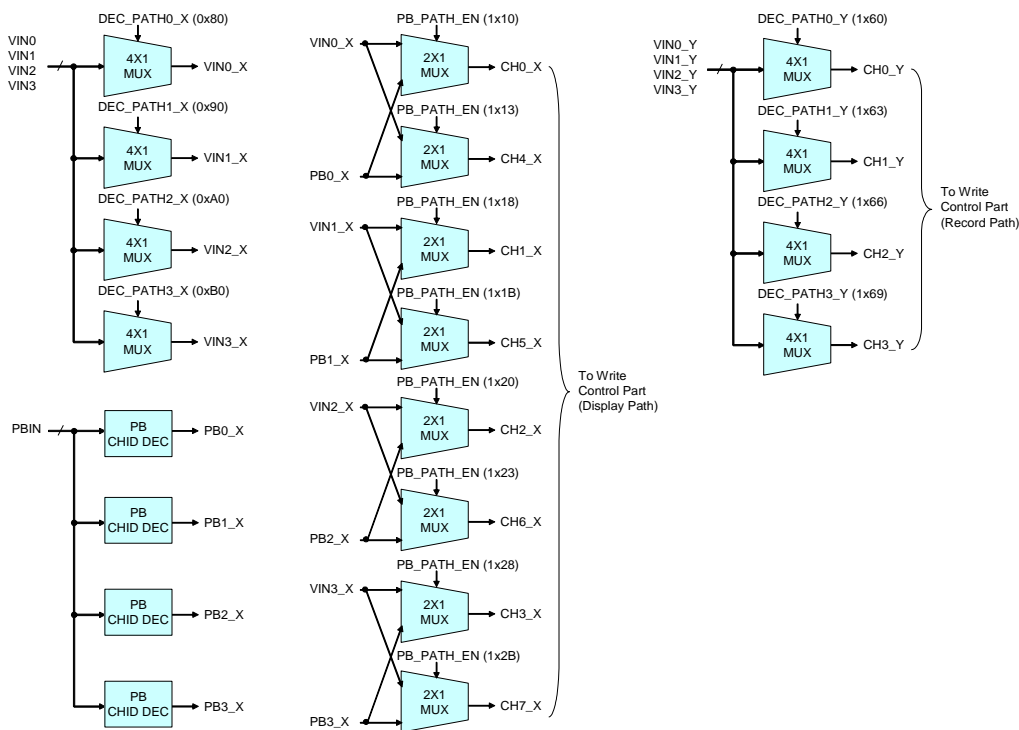 DEC_PATH0_X (0x80)
VIN0
VIN1
VIN2
VIN3
4X1
MUX
VIN0_X
DEC_PATH1_X (0x90)
4X1
MUX
VIN1_X
DEC_PATH2_X (0xA0)
4X1
MUX
VIN2_X
DEC_PATH3_X (0xB0)
4X1
MUX
VIN3_X
PBIN
PB
CHID DEC
PB0_X
PB
CHID DEC
PB1_X
PB
CHID DEC
PB2_X
PB
CHID DEC
PB3_X
PB_PATH_EN (1x10)
VIN0_X
2X1
MUX
CH0_X
PB_PATH_EN (1x13)
2X1
MUX
CH4_X
PB0_X
PB_PATH_EN (1x18)
VIN1_X
2X1
MUX
CH1_X
PB_PATH_EN (1x1B)
2X1
MUX
CH5_X
PB1_X
PB_PATH_EN (1x20)
VIN2_X
2X1
MUX
CH2_X
PB_PATH_EN (1x23)
2X1
MUX
CH6_X
PB2_X
PB_PATH_EN (1x28)
VIN3_X
2X1
MUX
CH3_X
PB_PATH_EN (1x2B)
2X1
MUX
CH7_X
PB3_X
To Write
Control Part
(Display Path)
DEC_PATH0_Y (1x60)
VIN0_Y
VIN1_Y
VIN2_Y
VIN3_Y
4X1
MUX
CH0_Y
DEC_PATH1_Y (1x63)
4X1
MUX
CH1_Y
DEC_PATH2_Y (1x66)
4X1
MUX
CH2_Y
DEC_PATH3_Y (1x69)
4X1
MUX
CH3_Y
To Write
Control Part
(Record Path)